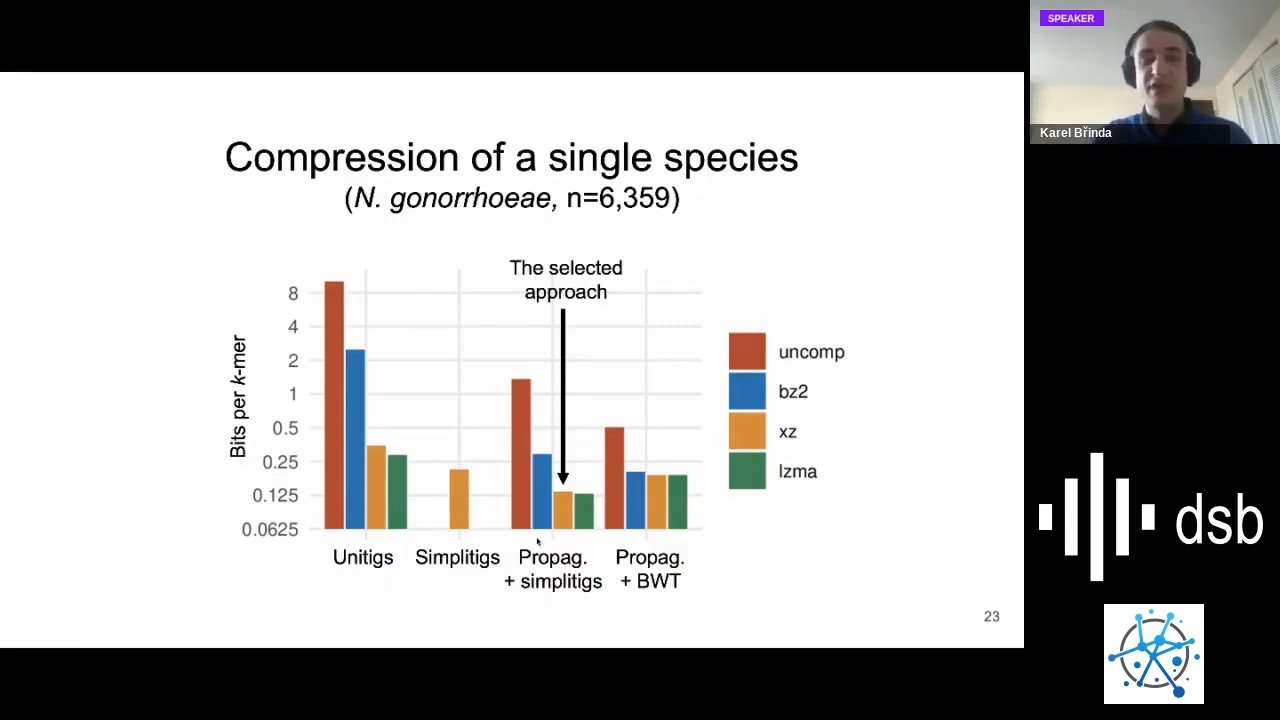 SPEAKER
Karel Břinda
Compression of a single species
(N. gonorrhoeae, n=6,359)
The selected
approach
8
4
2
1
0.5
0.25
0.125
0.0625
Bits per k-mer
uncomp
bz2
xz
lzma
Unitigs
Simplitigs
Propag.
+ simplitigs
Propag.
+ BWT
23
dsb